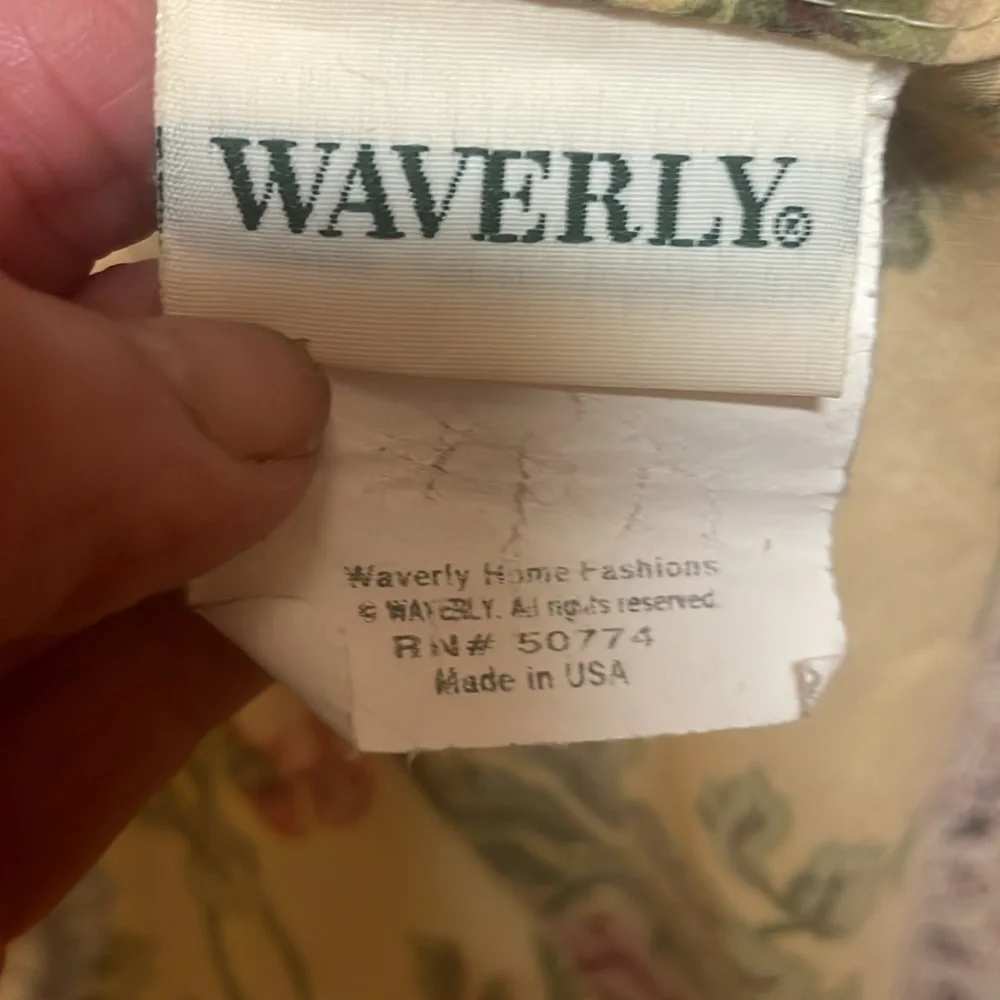 WAVERLY®
Waverly Home Fashions
© WAVERLY. All rights reserved.
RN# 50774
Made in USA